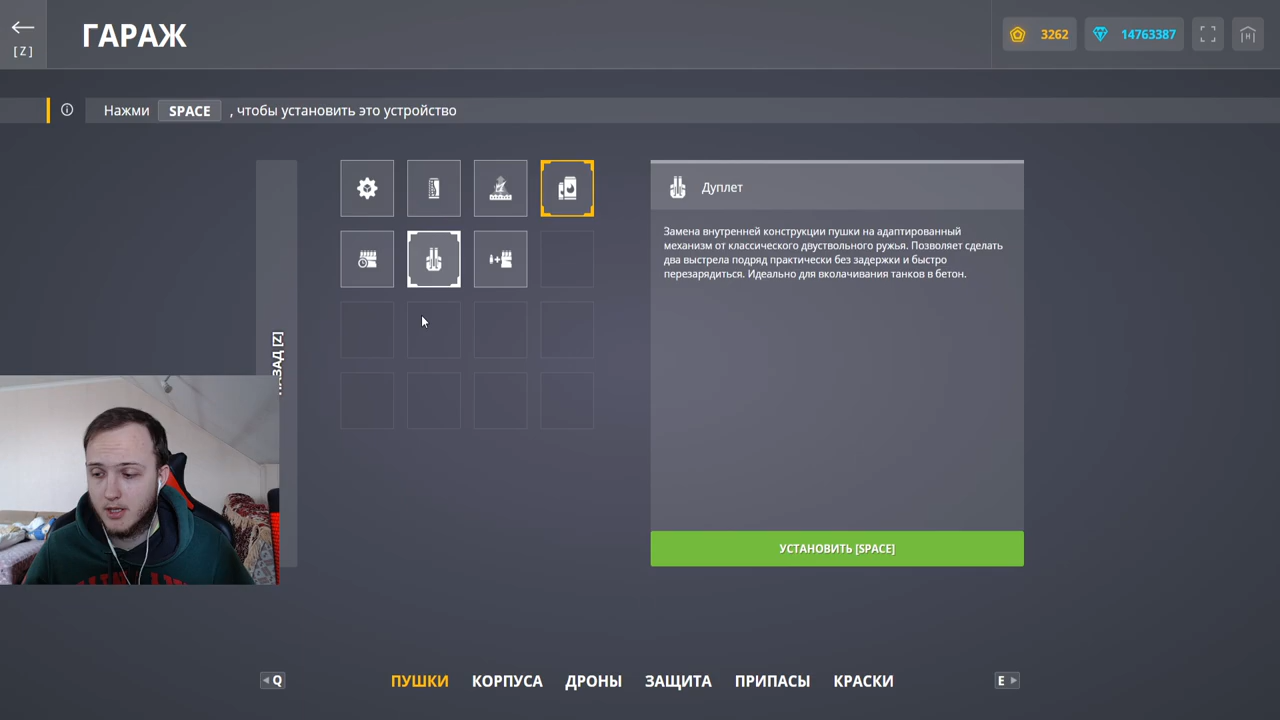 [Z]
ГАРАЖ
3262
14763387
Нажми SPACE , чтобы установить это устройство
Дуплет
Замена внутренней конструкции пушки на адаптированный
механизм от классического двуствольного ружья. Позволяет сделать
два выстрела подряд практически без задержки и быстро
перезарядиться. Идеально для вколачивания танков в бетон.
[Z]
УСТАНОВИТЬ [SPACE]
Q ПУШКИ КОРПУСА ДРОНЫ ЗАЩИТА ПРИПАСЫ КРАСКИ E